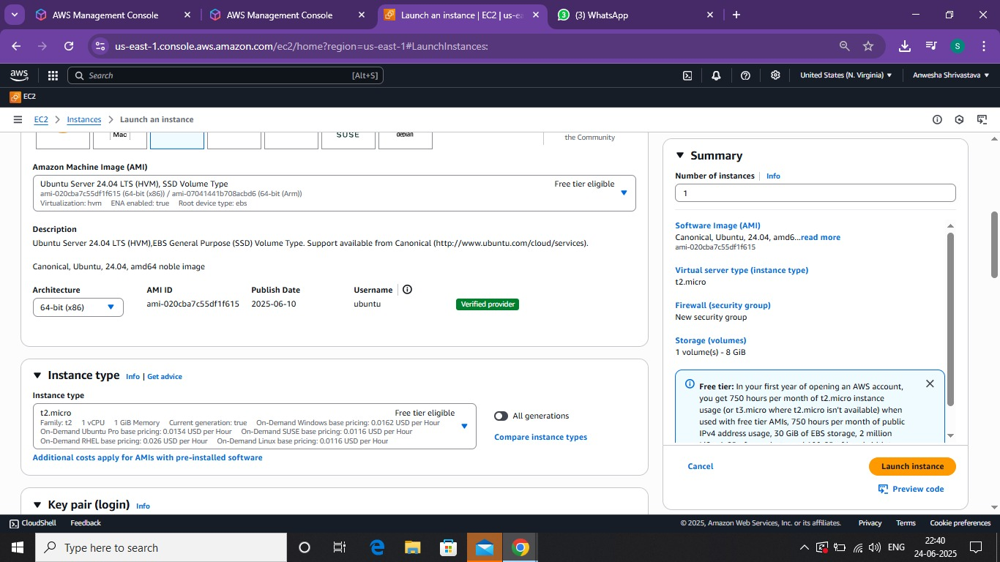 AWS Management Console
AWS Management Console
Launch an instance | EC2 | us-ea
(3) WhatsApp
us-east-1.console.aws.amazon.com/ec2/home?region=us-east-1#LaunchInstances:
S
aws
Search
[Alt+S]
United States (N. Virginia)
Anwesha Shrivastava
EC2
EC2
Instances
Launch an instance
Mac
SUSE
debian
the Community
Amazon Machine Image (AMI)
Ubuntu Server 24.04 LTS (HVM), SSD Volume Type
Free tier eligible
ami-020cba7c55df1f615 (64-bit (x86)) / ami-07041441b708acbd6 (64-bit (Arm))
Virtualization: hvm ENA enabled: true Root device type: ebs
Description
Ubuntu Server 24.04 LTS (HVM),EBS General Purpose (SSD) Volume Type. Support available from Canonical (http://www.ubuntu.com/cloud/services).
Canonical, Ubuntu, 24.04, amd64 noble image
Architecture AMI ID Publish Date Username
64-bit (x86) ami-020cba7c55df1f615 2025-06-10 ubuntu Verified provider
Instance type Info | Get advice
Instance type
t2.micro Free tier eligible
Family: t2 1 vCPU 1 GiB Memory Current generation: true On-Demand Windows base pricing: 0.0162 USD per Hour
On-Demand Ubuntu Pro base pricing: 0.0134 USD per Hour On-Demand SUSE base pricing: 0.0116 USD per Hour
On-Demand RHEL base pricing: 0.026 USD per Hour On-Demand Linux base pricing: 0.0116 USD per Hour
All generations
Compare instance types
Additional costs apply for AMIs with pre-installed software
Key pair (login) Info
Summary
Number of instances Info
1
Software Image (AMI)
Canonical, Ubuntu, 24.04, amd6...read more
ami-020cba7c55df1f615
Virtual server type (instance type)
t2.micro
Firewall (security group)
New security group
Storage (volumes)
1 volume(s) - 8 GiB
Free tier: In your first year of opening an AWS account,
you get 750 hours per month of t2.micro instance
usage (or t3.micro where t2.micro isn't available) when
used with free tier AMIs, 750 hours per month of public
IPv4 address usage, 30 GiB of EBS storage, 2 million
Cancel
Launch instance
Preview code
CloudShell Feedback
© 2025, Amazon Web Services, Inc. or its affiliates. Privacy Terms Cookie preferences
Type here to search
ENG
22:40
24-06-2025